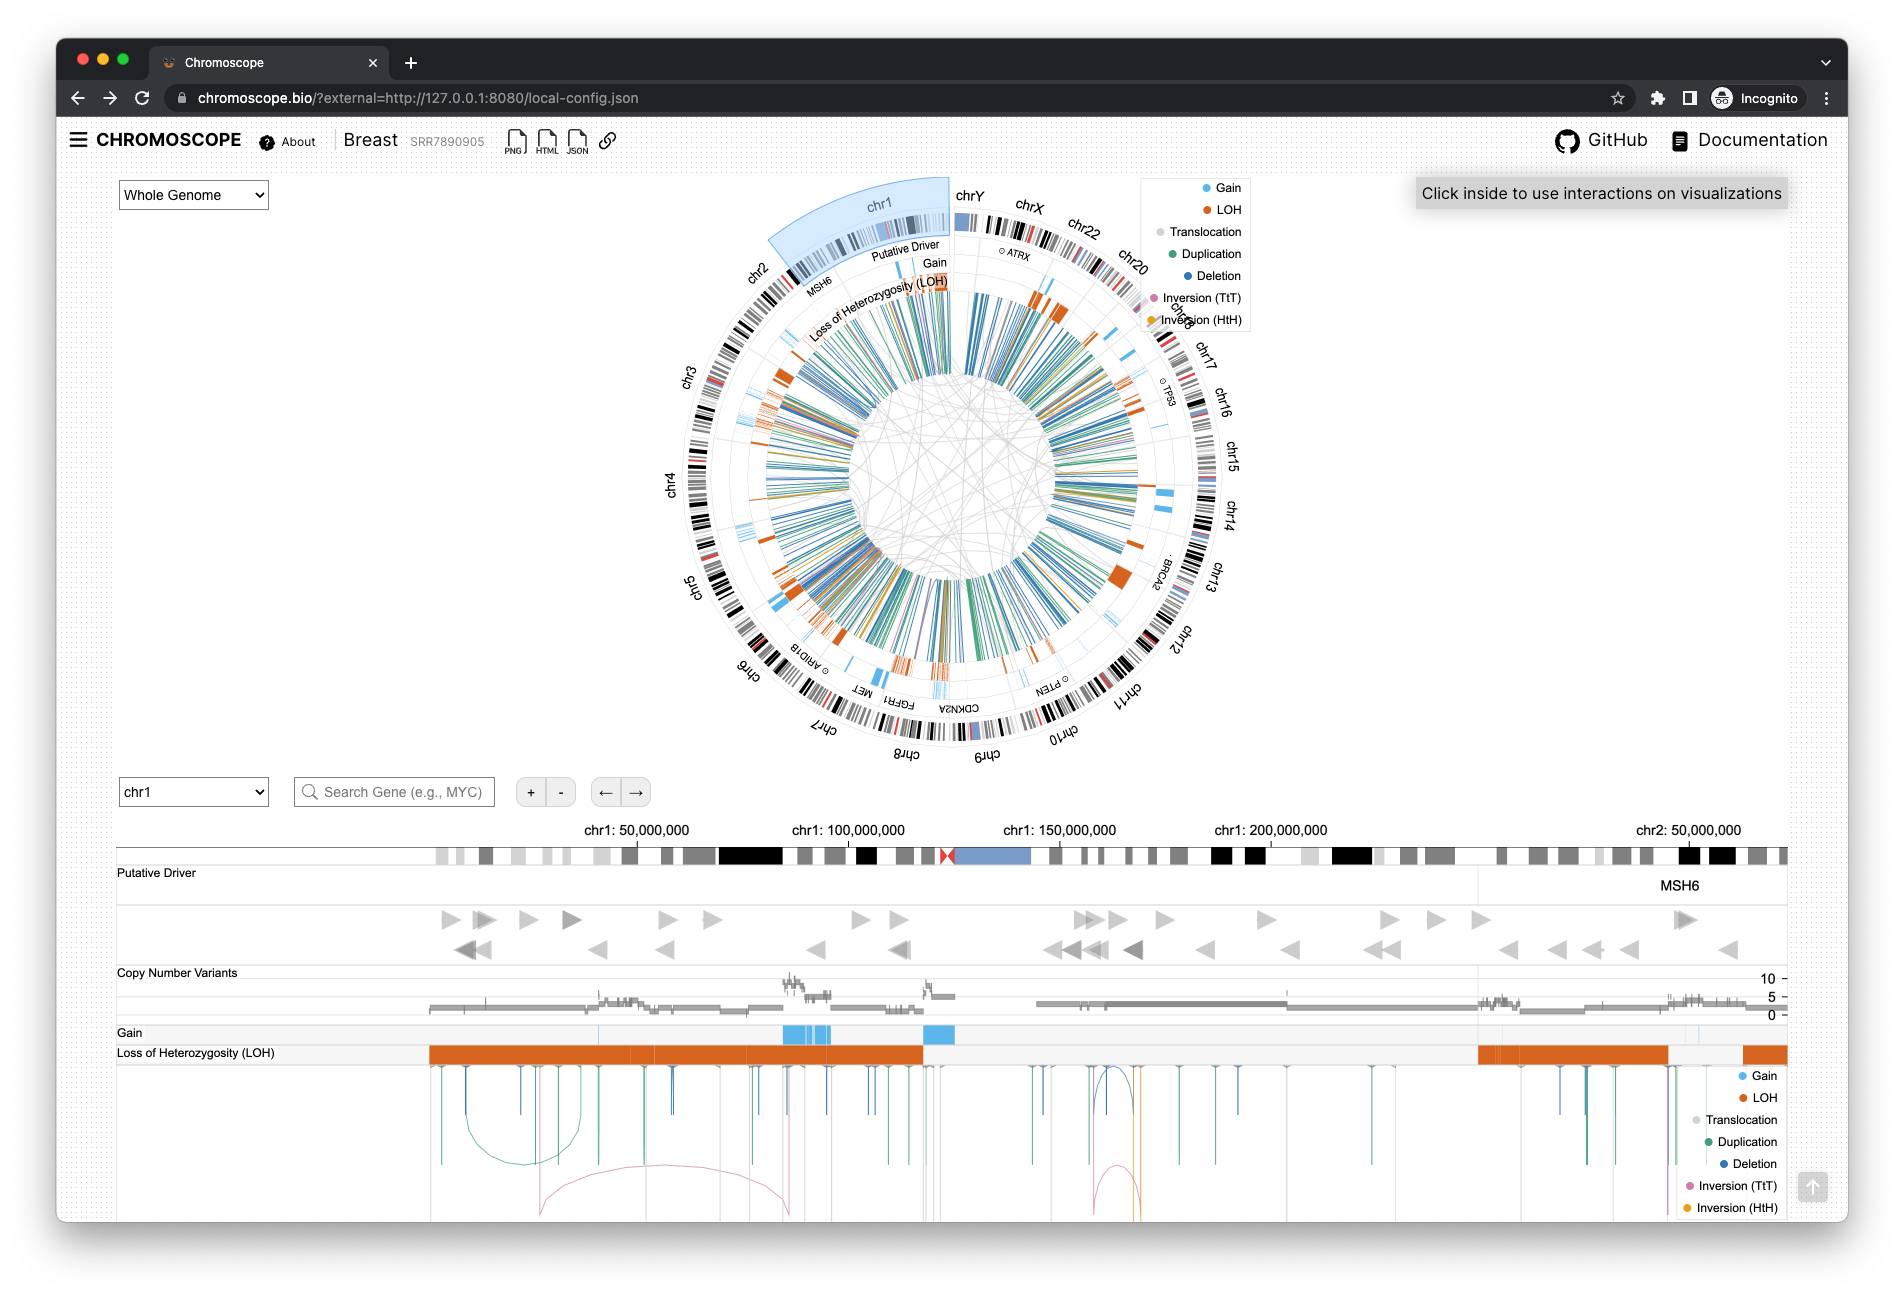 Chromoscope
chromoscope.bio/?external=http://127.0.0.1:8080/local-config.json
Incognito
CHROMOSCOPE
? About
Breast SRR7890905
PNG HTML JSON
GitHub
Documentation
Whole Genome
Click inside to use interactions on visualizations
chr1
chrY
chrX
chr22
chr20
chr18
chr17
chr16
chr15
chr14
chr13
chr12
chr11
chr10
chr9
chr8
chr7
chr6
chr5
chr4
chr3
chr2
Putative Driver
Gain
Loss of Heterozygosity (LOH)
MSH6
ATRX
TP53
BRCA2
PTEN
CDKN2A
FGFR1
MET
ARID1B
Gain
LOH
Translocation
Duplication
Deletion
Inversion (TtT)
Inversion (HtH)
chr1
Search Gene (e.g., MYC)
+ -
← →
chr1: 50,000,000 chr1: 100,000,000 chr1: 150,000,000 chr1: 200,000,000 chr2: 50,000,000
Putative Driver
MSH6
Copy Number Variants
10
5
0
Gain
Loss of Heterozygosity (LOH)
Gain
LOH
Translocation
Duplication
Deletion
Inversion (TtT)
Inversion (HtH)